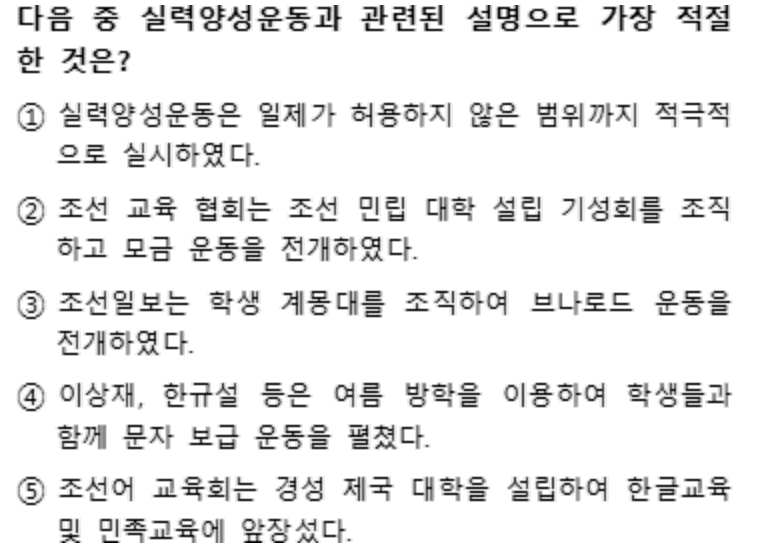 다음 중 실력양성운동과 관련된 설명으로 가장 적절
한 것은?
① 실력양성운동은 일제가 허용하지 않은 범위까지 적극적
으로 실시하였다.
② 조선 교육 협회는 조선 민립 대학 설립 기성회를 조직
하고 모금 운동을 전개하였다.
③ 조선일보는 학생 계몽대를 조직하여 브나로드 운동을
전개하였다.
④ 이상재, 한규설 등은 여름 방학을 이용하여 학생들과
함께 문자 보급 운동을 펼쳤다.
⑤ 조선어 교육회는 경성 제국 대학을 설립하여 한글교육
및 민족교육에 앞장섰다.